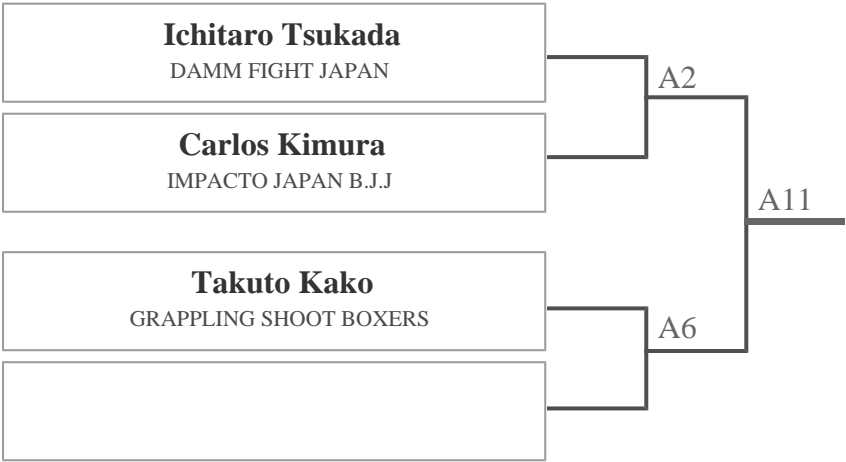 Ichitaro Tsukada
DAMM FIGHT JAPAN
A2
Carlos Kimura
IMPACTO JAPAN B.J.J
A11
Takuto Kako
GRAPPLING SHOOT BOXERS
A6